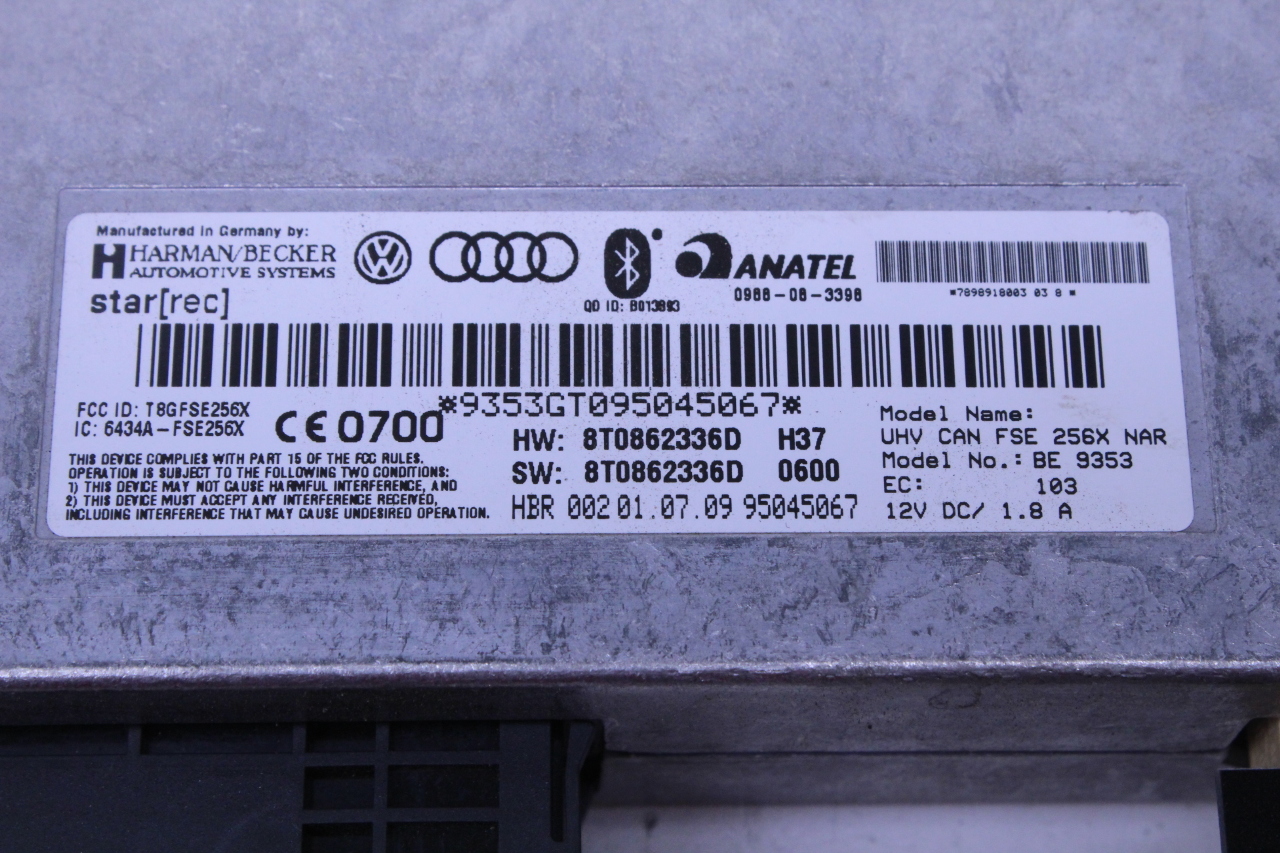 Manufactured in Germany by:
HARMAN/BECKER
AUTOMOTIVE SYSTEMS
star[rec]
ANATEL
0988-08-3398
*7898918003 03 8 *
QD ID: B013893
*9353GT095045067*
FCC ID: T8GFSE256X
IC: 6434A-FSE256X
CE 0700
THIS DEVICE COMPLIES WITH PART 15 OF THE FCC RULES.
OPERATION IS SUBJECT TO THE FOLLOWING TWO CONDITIONS:
1) THIS DEVICE MAY NOT CAUSE HARMFUL INTERFERENCE, AND
2) THIS DEVICE MUST ACCEPT ANY INTERFERENCE RECEIVED,
INCLUDING INTERFERENCE THAT MAY CAUSE UNDESIRED OPERATION.
HW: 8T0862336D H37
SW: 8T0862336D 0600
HBR 002 01.07.09 95045067
Model Name:
UHV CAN FSE 256X NAR
Model No.: BE 9353
EC: 103
12V DC/ 1.8 A